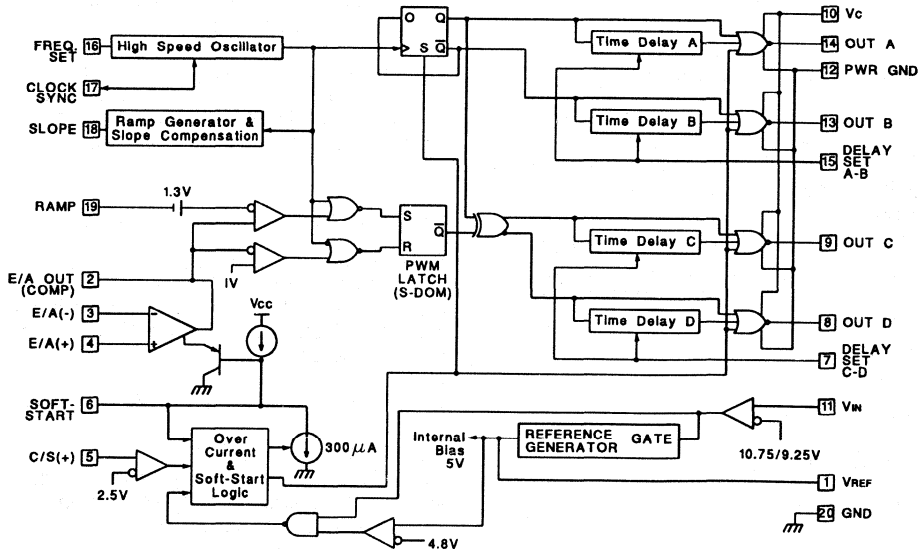 FREQ. SET 16 High Speed Oscillator
CLOCK SYNC 17
SLOPE 18 Ramp Generator & Slope Compensation
RAMP 19 1.3V
E/A OUT (COMP) 2
1V
E/A(-) 3 −
E/A(+) 4 +
Vcc
SOFT-START 6
C/S(+) 5
2.5V
Over Current & Soft-Start Logic
300μA
O Q
S Q̅
S Q̅
R
PWM LATCH (S-DOM)
Time Delay A
Time Delay B
Time Delay C
Time Delay D
10 Vc
14 OUT A
12 PWR GND
13 OUT B
15 DELAY SET A-B
9 OUT C
8 OUT D
7 DELAY SET C-D
11 VIN
10.75/9.25V
REFERENCE GENERATOR GATE
Internal Bias 5V
4.8V
1 VREF
20 GND